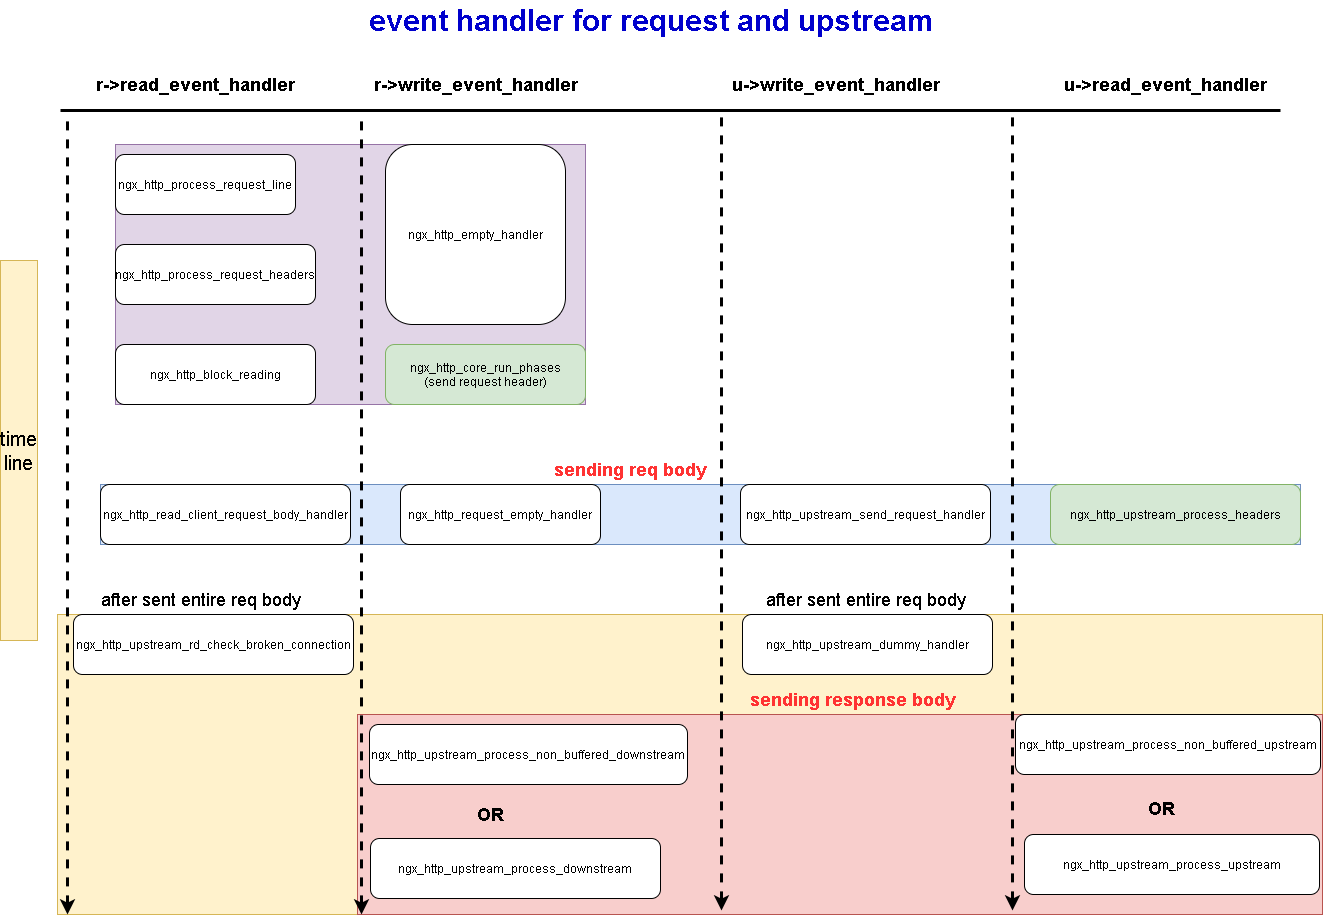 event handler for request and upstream
r->read_event_handler
r->write_event_handler
u->write_event_handler
u->read_event_handler
ngx_http_process_request_line
ngx_http_empty_handler
ngx_http_process_request_headers
ngx_http_block_reading
ngx_http_core_run_phases
(send request header)
time
line
sending req body
ngx_http_read_client_request_body_handler
ngx_http_request_empty_handler
ngx_http_upstream_send_request_handler
ngx_http_upstream_process_headers
after sent entire req body
after sent entire req body
ngx_http_upstream_rd_check_broken_connection
ngx_http_upstream_dummy_handler
sending response body
ngx_http_upstream_process_non_buffered_downstream
ngx_http_upstream_process_non_buffered_upstream
OR
OR
ngx_http_upstream_process_downstream
ngx_http_upstream_process_upstream